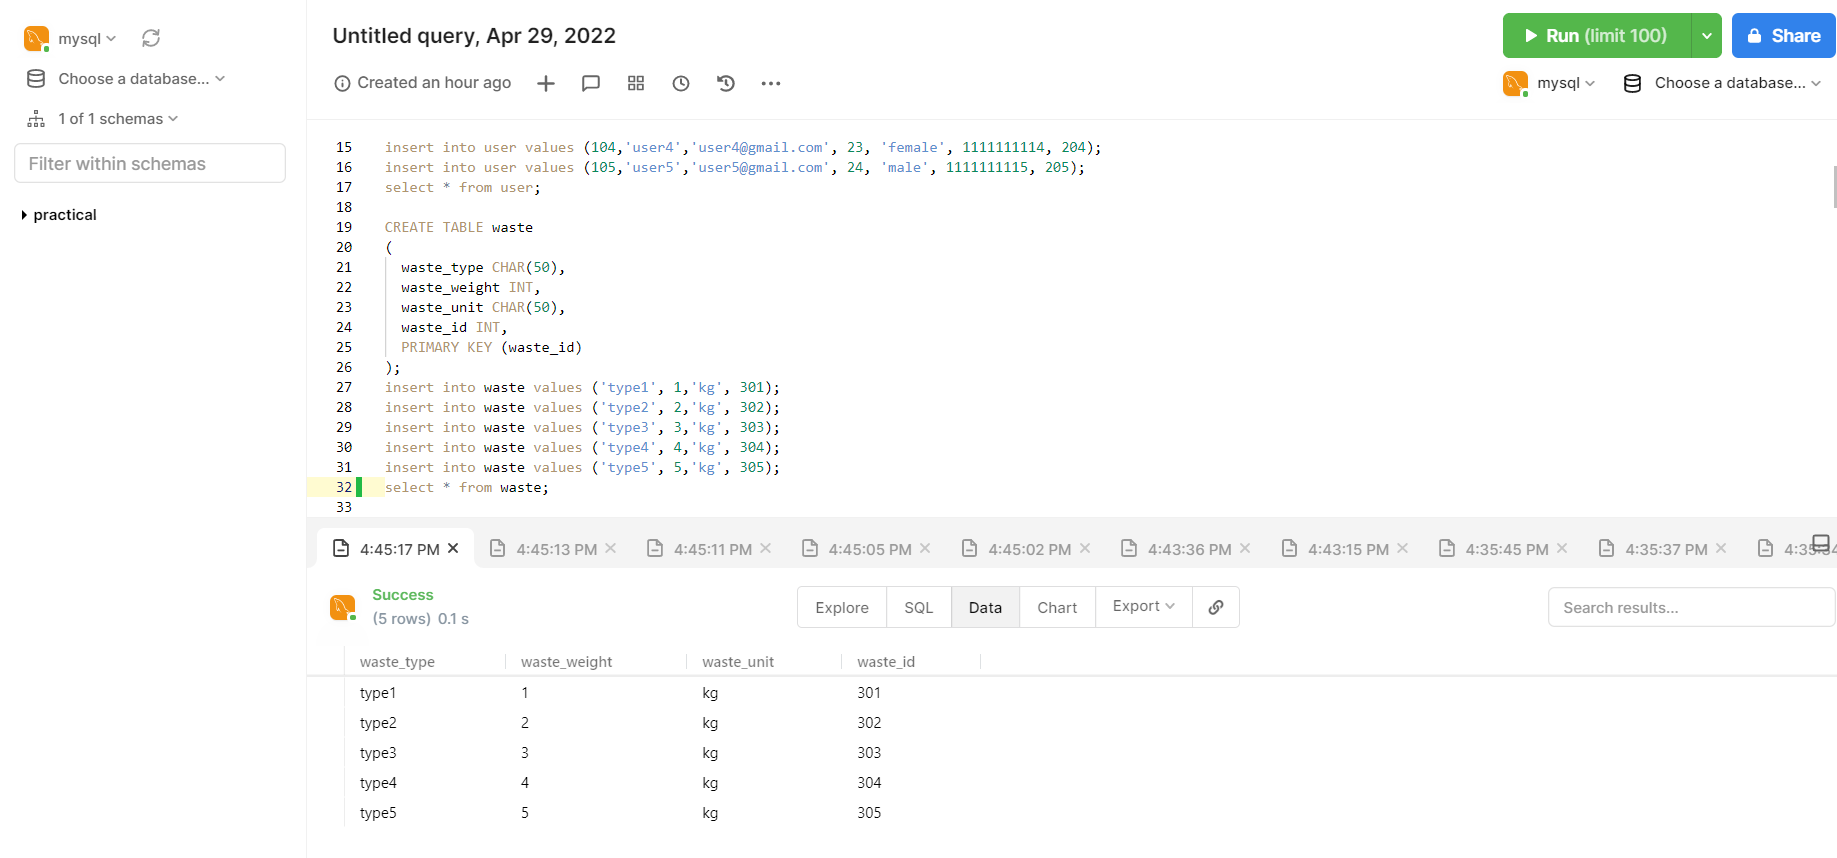 mysql
Choose a database...
1 of 1 schemas
Filter within schemas
practical
Untitled query, Apr 29, 2022
Created an hour ago
Run (limit 100)
Share
mysql Choose a database...
15 insert into user values (104,'user4','user4@gmail.com', 23, 'female', 1111111114, 204);
16 insert into user values (105,'user5','user5@gmail.com', 24, 'male', 1111111115, 205);
17 select * from user;
18
19 CREATE TABLE waste
20 (
21 waste_type CHAR(50),
22 waste_weight INT,
23 waste_unit CHAR(50),
24 waste_id INT,
25 PRIMARY KEY (waste_id)
26 );
27 insert into waste values ('type1', 1,'kg', 301);
28 insert into waste values ('type2', 2,'kg', 302);
29 insert into waste values ('type3', 3,'kg', 303);
30 insert into waste values ('type4', 4,'kg', 304);
31 insert into waste values ('type5', 5,'kg', 305);
32 select * from waste;
33
4:45:17 PM 4:45:13 PM 4:45:11 PM 4:45:05 PM 4:45:02 PM 4:43:36 PM 4:43:15 PM 4:35:45 PM 4:35:37 PM
Success
(5 rows) 0.1 s
Explore SQL Data Chart Export
Search results...
waste_type waste_weight waste_unit waste_id
type1 1 kg 301
type2 2 kg 302
type3 3 kg 303
type4 4 kg 304
type5 5 kg 305